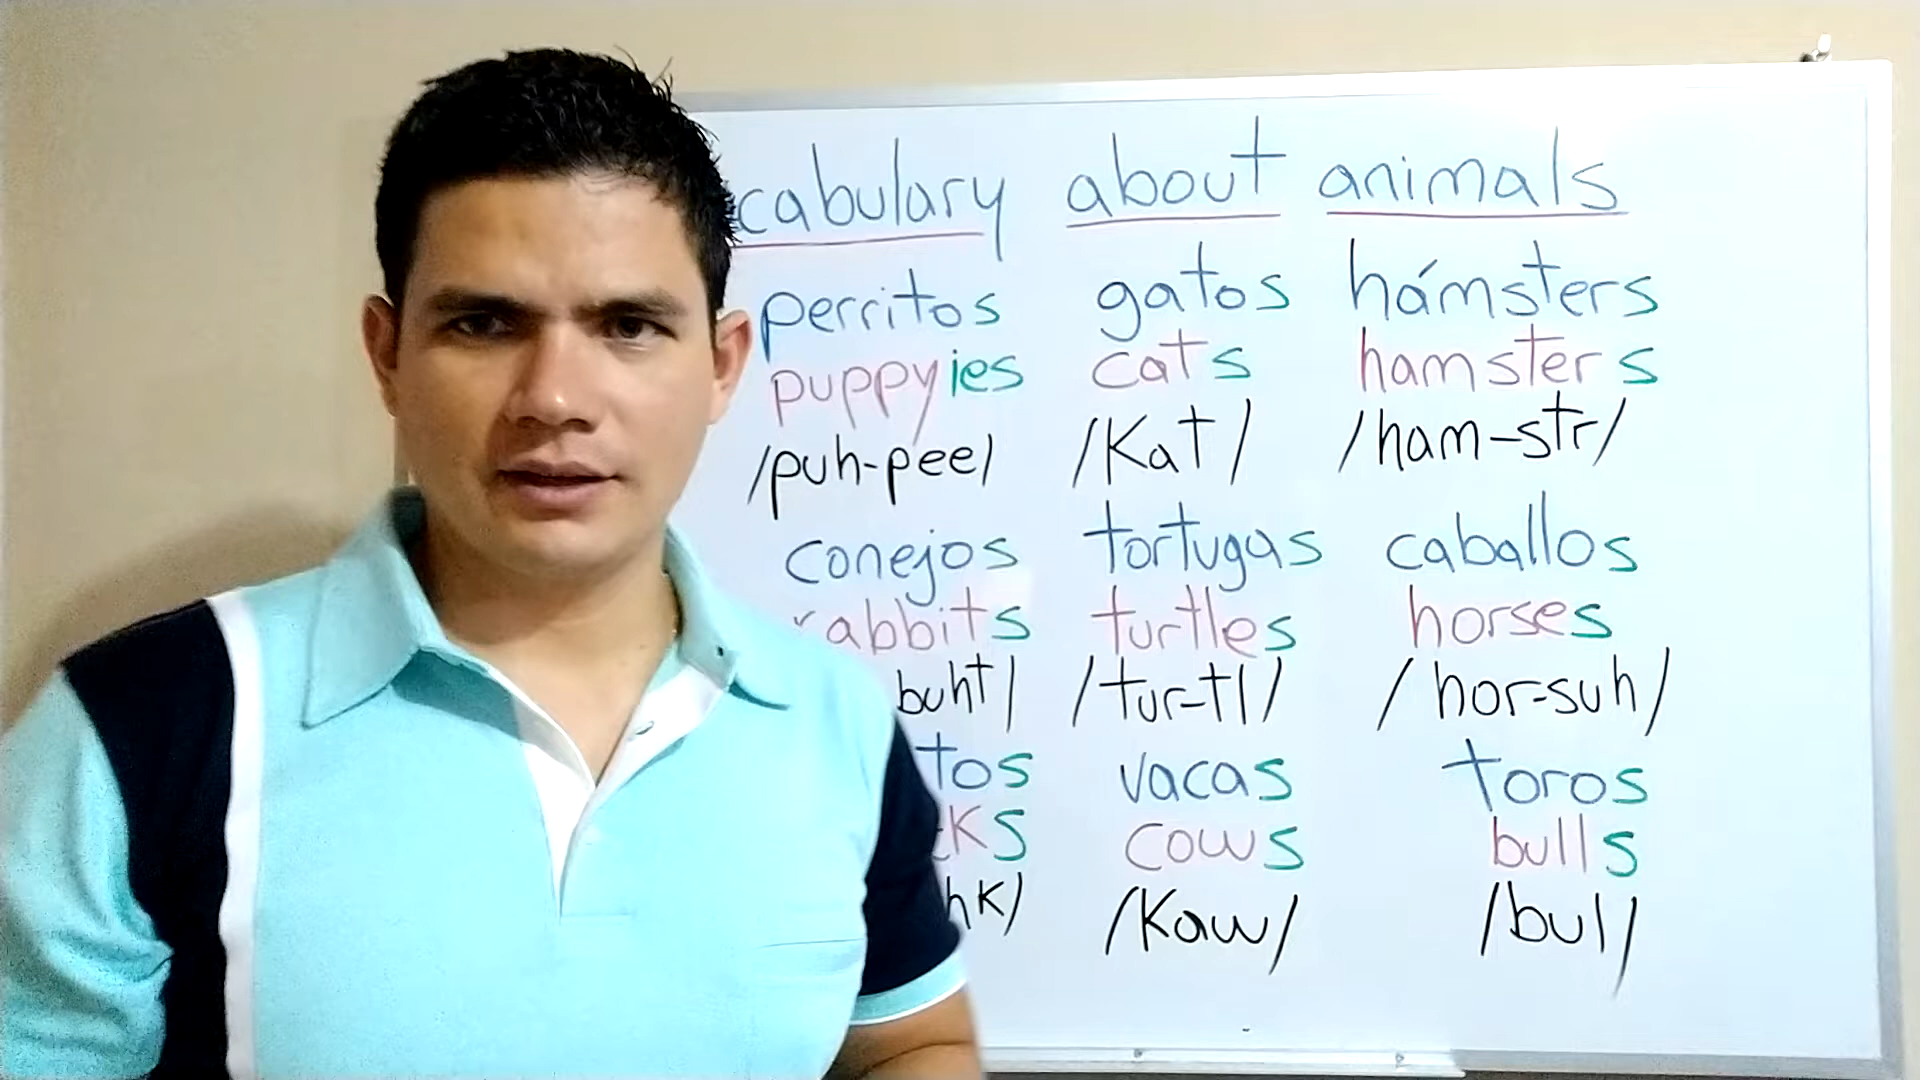 cabulary about animals
perritos gatos hámsters
puppyies cats hamsters
/puh-pee/ /Kat/ /ham-str/
conejos tortugas caballos
rabbits turtles horses
buht/ /tur-tl/ /hor-suh/
tos vacas toros
ks cows bulls
hk/ /Kaw/ /bul/